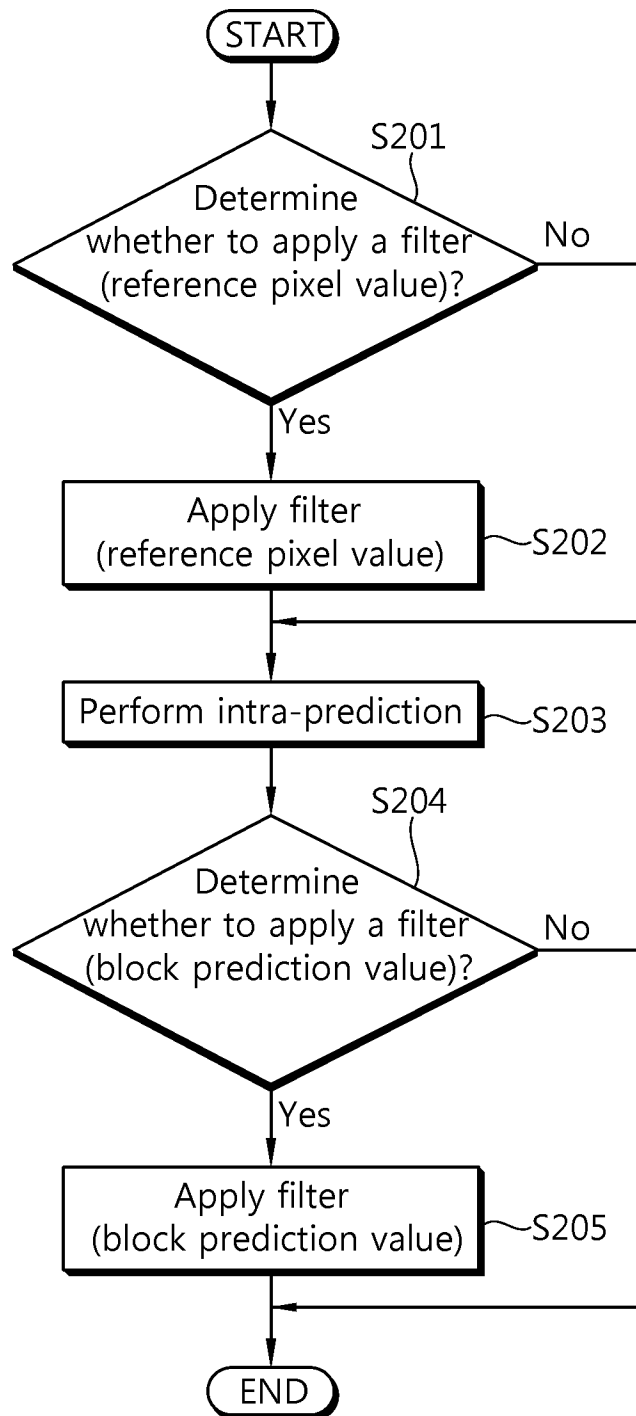 START
S201
Determine
whether to apply a filter
(reference pixel value)?
No
Yes
Apply filter
(reference pixel value)
S202
Perform intra-prediction
S203
S204
Determine
whether to apply a filter
(block prediction value)?
No
Yes
Apply filter
(block prediction value)
S205
END